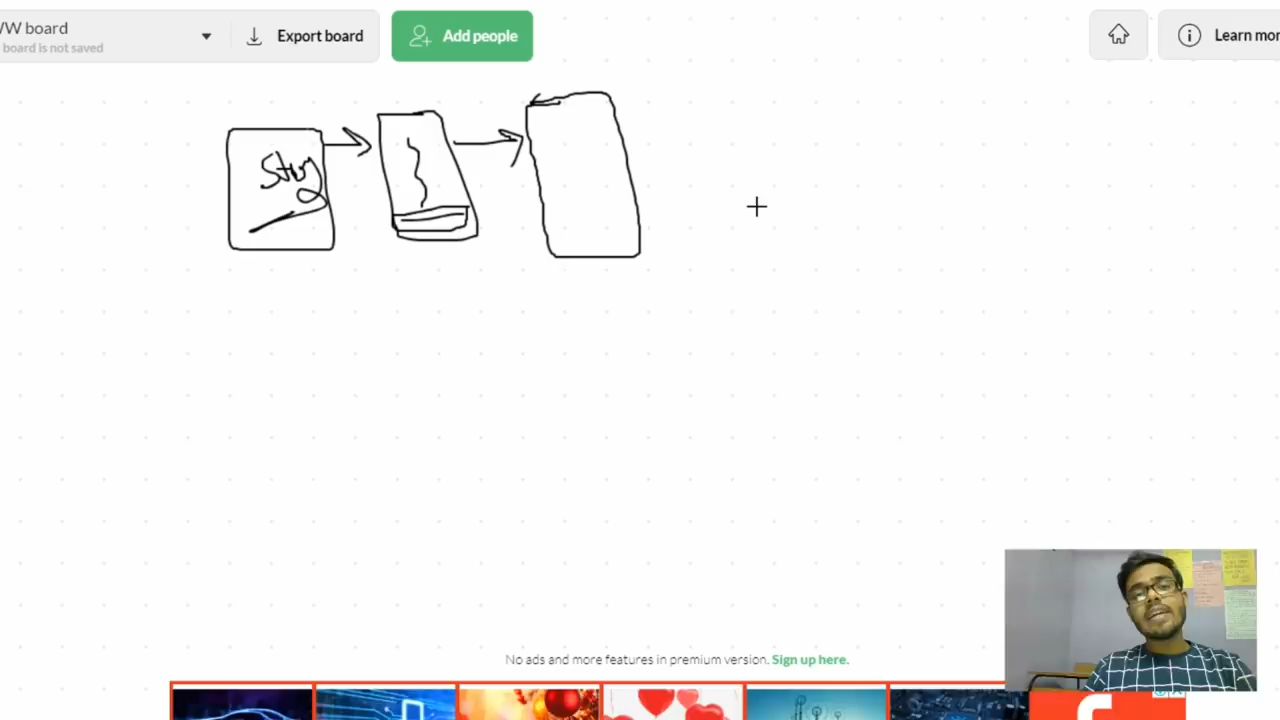 W board
board is not saved
Export board
Add people
Learn mor
Story
No ads and more features in premium version. Sign up here.